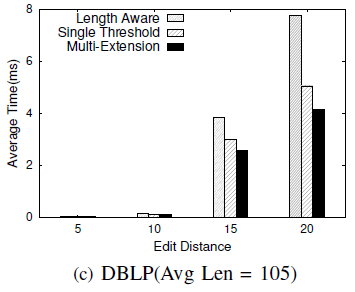 8
6
4
2
0
Average Time(ms)
Length Aware
Single Threshold
Multi-Extension
5 10 15 20
Edit Distance
(c) DBLP(Avg Len = 105)